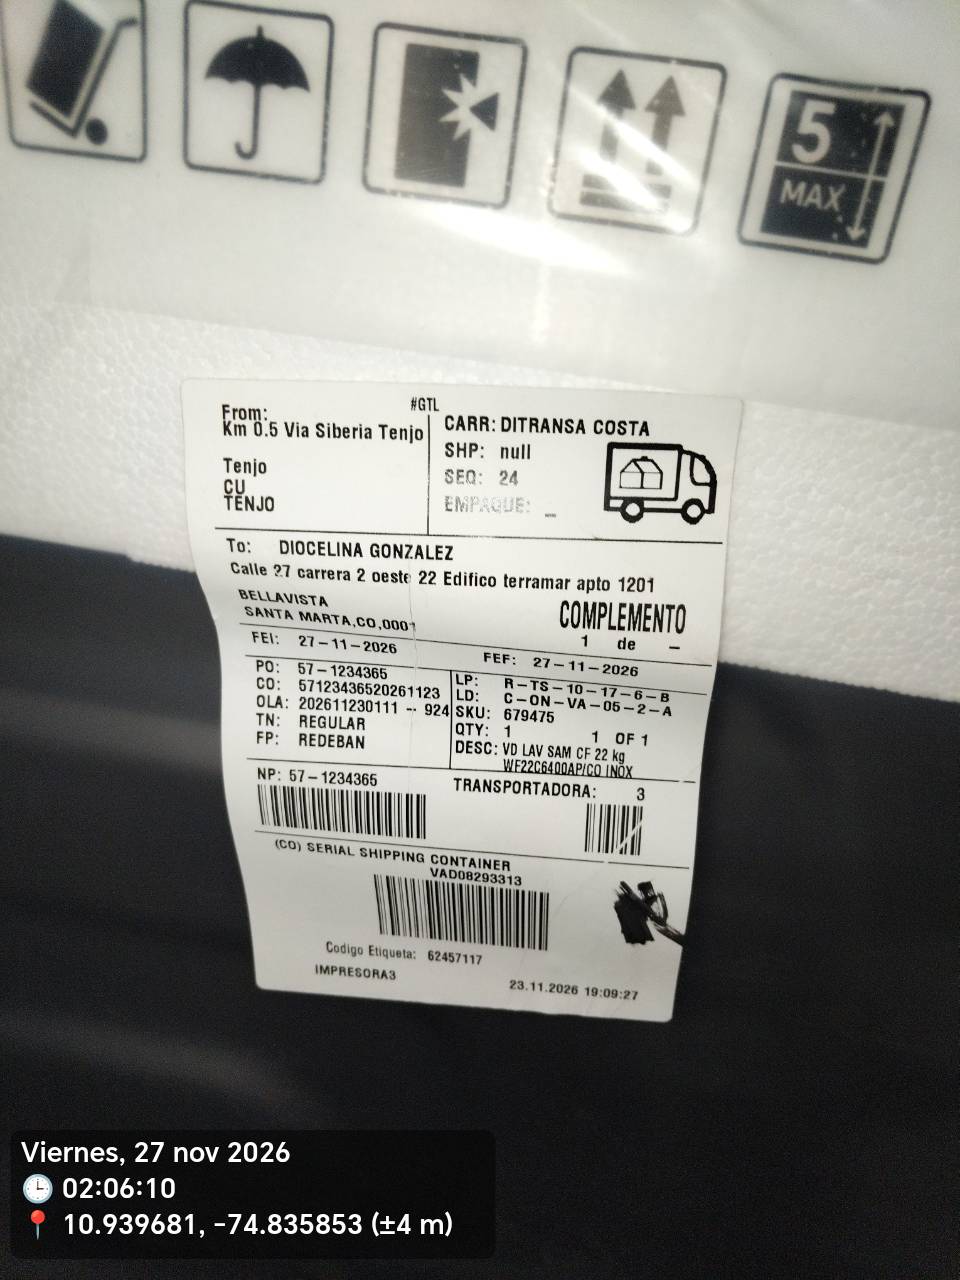 5
MAX
#GTL
From:
Km 0.5 Via Siberia Tenjo
Tenjo
CU
TENJO
CARR: DITRANSA COSTA
SHP: null
SEQ: 24
EMPAQUE: _
To: DIOCELINA GONZALEZ
Calle 27 carrera 2 oeste 22 Edifico terramar apto 1201
BELLAVISTA
SANTA MARTA,CO,0001
COMPLEMENTO
1 de -
FEI: 27-11-2026
FEF: 27-11-2026
PO: 57-1234365
CO: 57123436520261123
OLA: 202611230111 -- 924
TN: REGULAR
FP: REDEBAN
LP: R-TS-10-17-6-B
LD: C-ON-VA-05-2-A
SKU: 679475
QTY: 1 1 OF 1
DESC: VD LAV SAM CF 22 kg
WF22C6400AP/CO INOX
NP: 57-1234365
TRANSPORTADORA: 3
(CO) SERIAL SHIPPING CONTAINER
VAD08293313
Codigo Etiqueta: 62457117
IMPRESORA3
23.11.2026 19:09:27
Viernes, 27 nov 2026
02:06:10
10.939681, -74.835853 (±4 m)